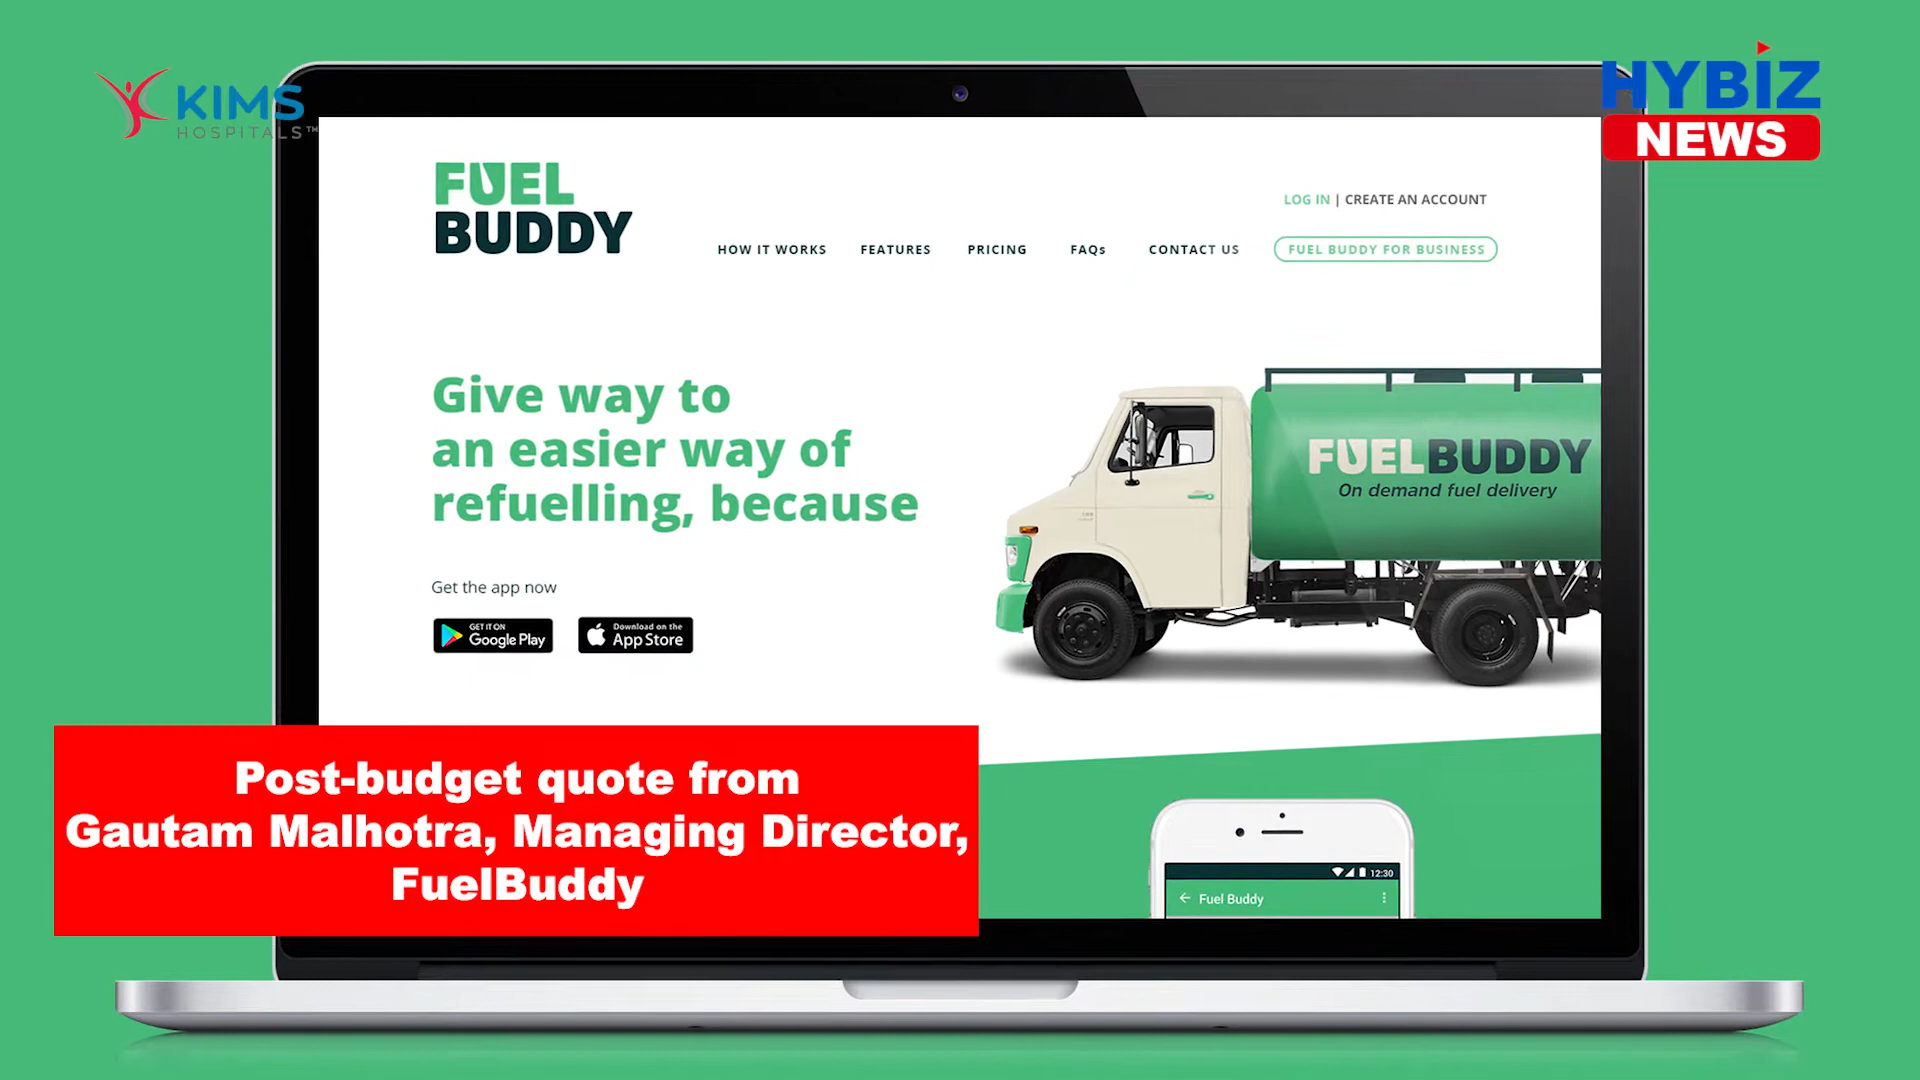 KIMS
HOSPITALS™
HYBIZ
NEWS
FUEL
BUDDY
LOG IN | CREATE AN ACCOUNT
HOW IT WORKS
FEATURES
PRICING
FAQs
CONTACT US
FUEL BUDDY FOR BUSINESS
Give way to
an easier way of
refuelling, because
FUELBUDDY
On demand fuel delivery
Get the app now
GET IT ON
Google Play
Download on the
App Store
Post-budget quote from
Gautam Malhotra, Managing Director,
FuelBuddy
12:30
Fuel Buddy